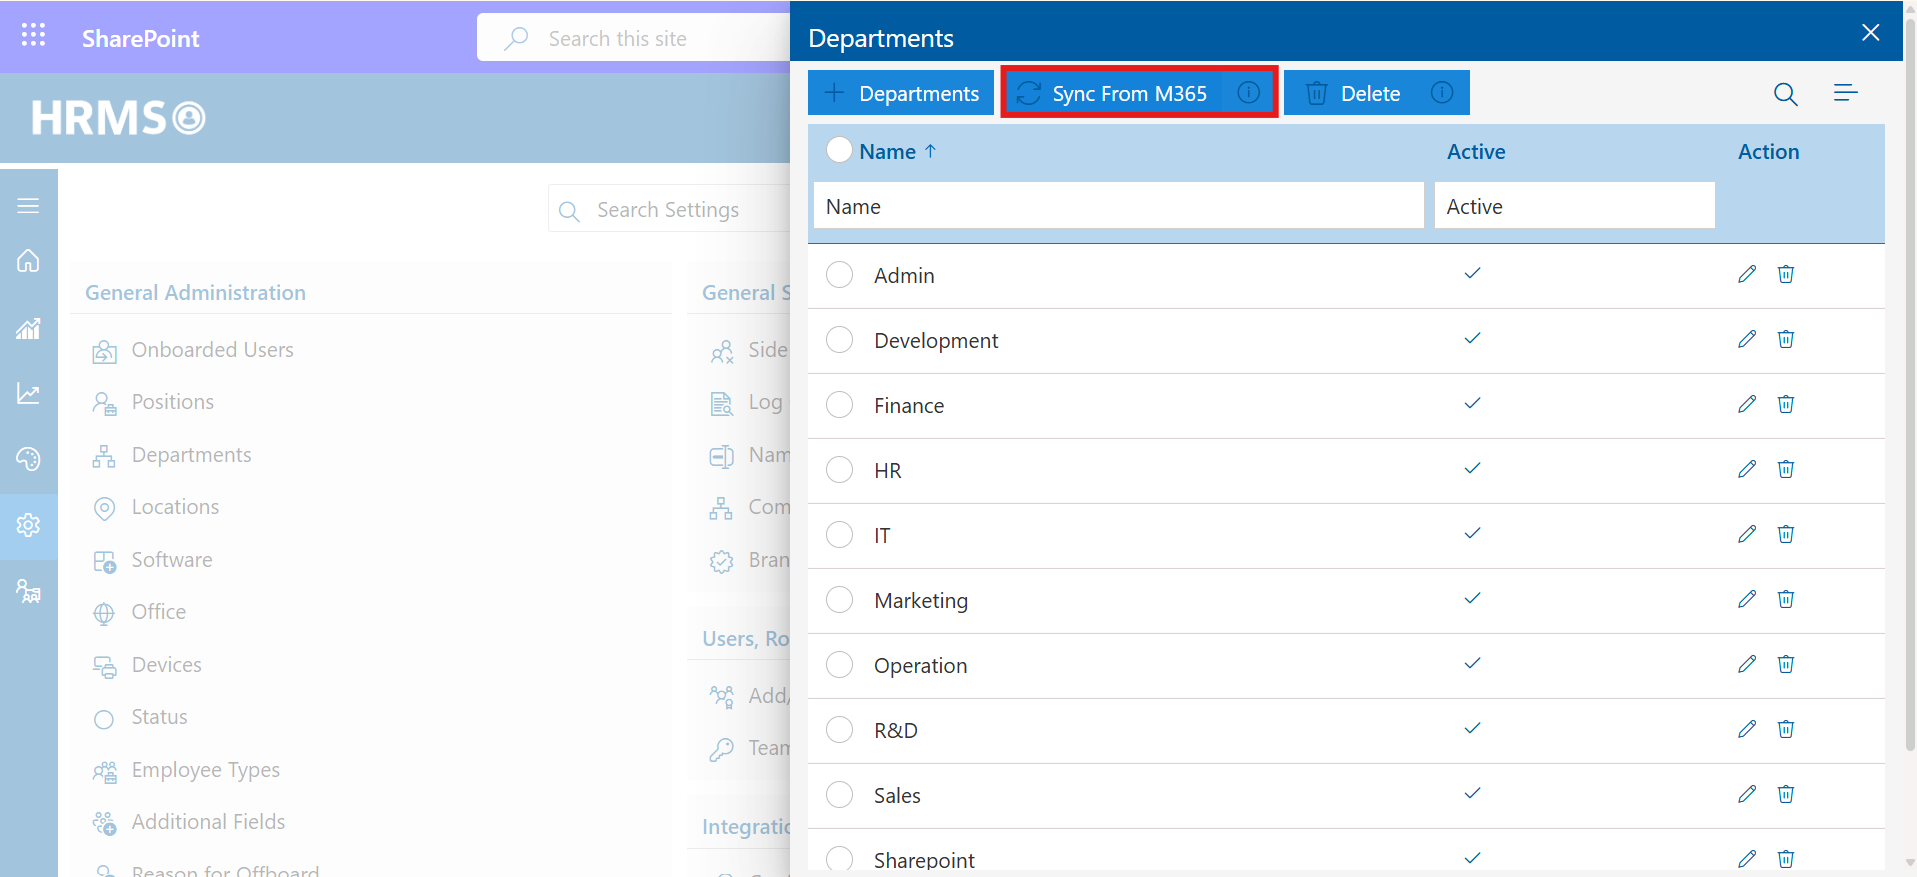 SharePoint
Search this site
HRMS
Search Settings
General Administration
Onboarded Users
Positions
Departments
Locations
Software
Office
Devices
Status
Employee Types
Additional Fields
Reason for Offboard
General S
Side
Log
Nam
Com
Bran
Users, Ro
Add/
Team
Integratio
Departments
Departments
Sync From M365
Delete
Name ↑ Active Action
Name Active
Admin
Development
Finance
HR
IT
Marketing
Operation
R&D
Sales
Sharepoint